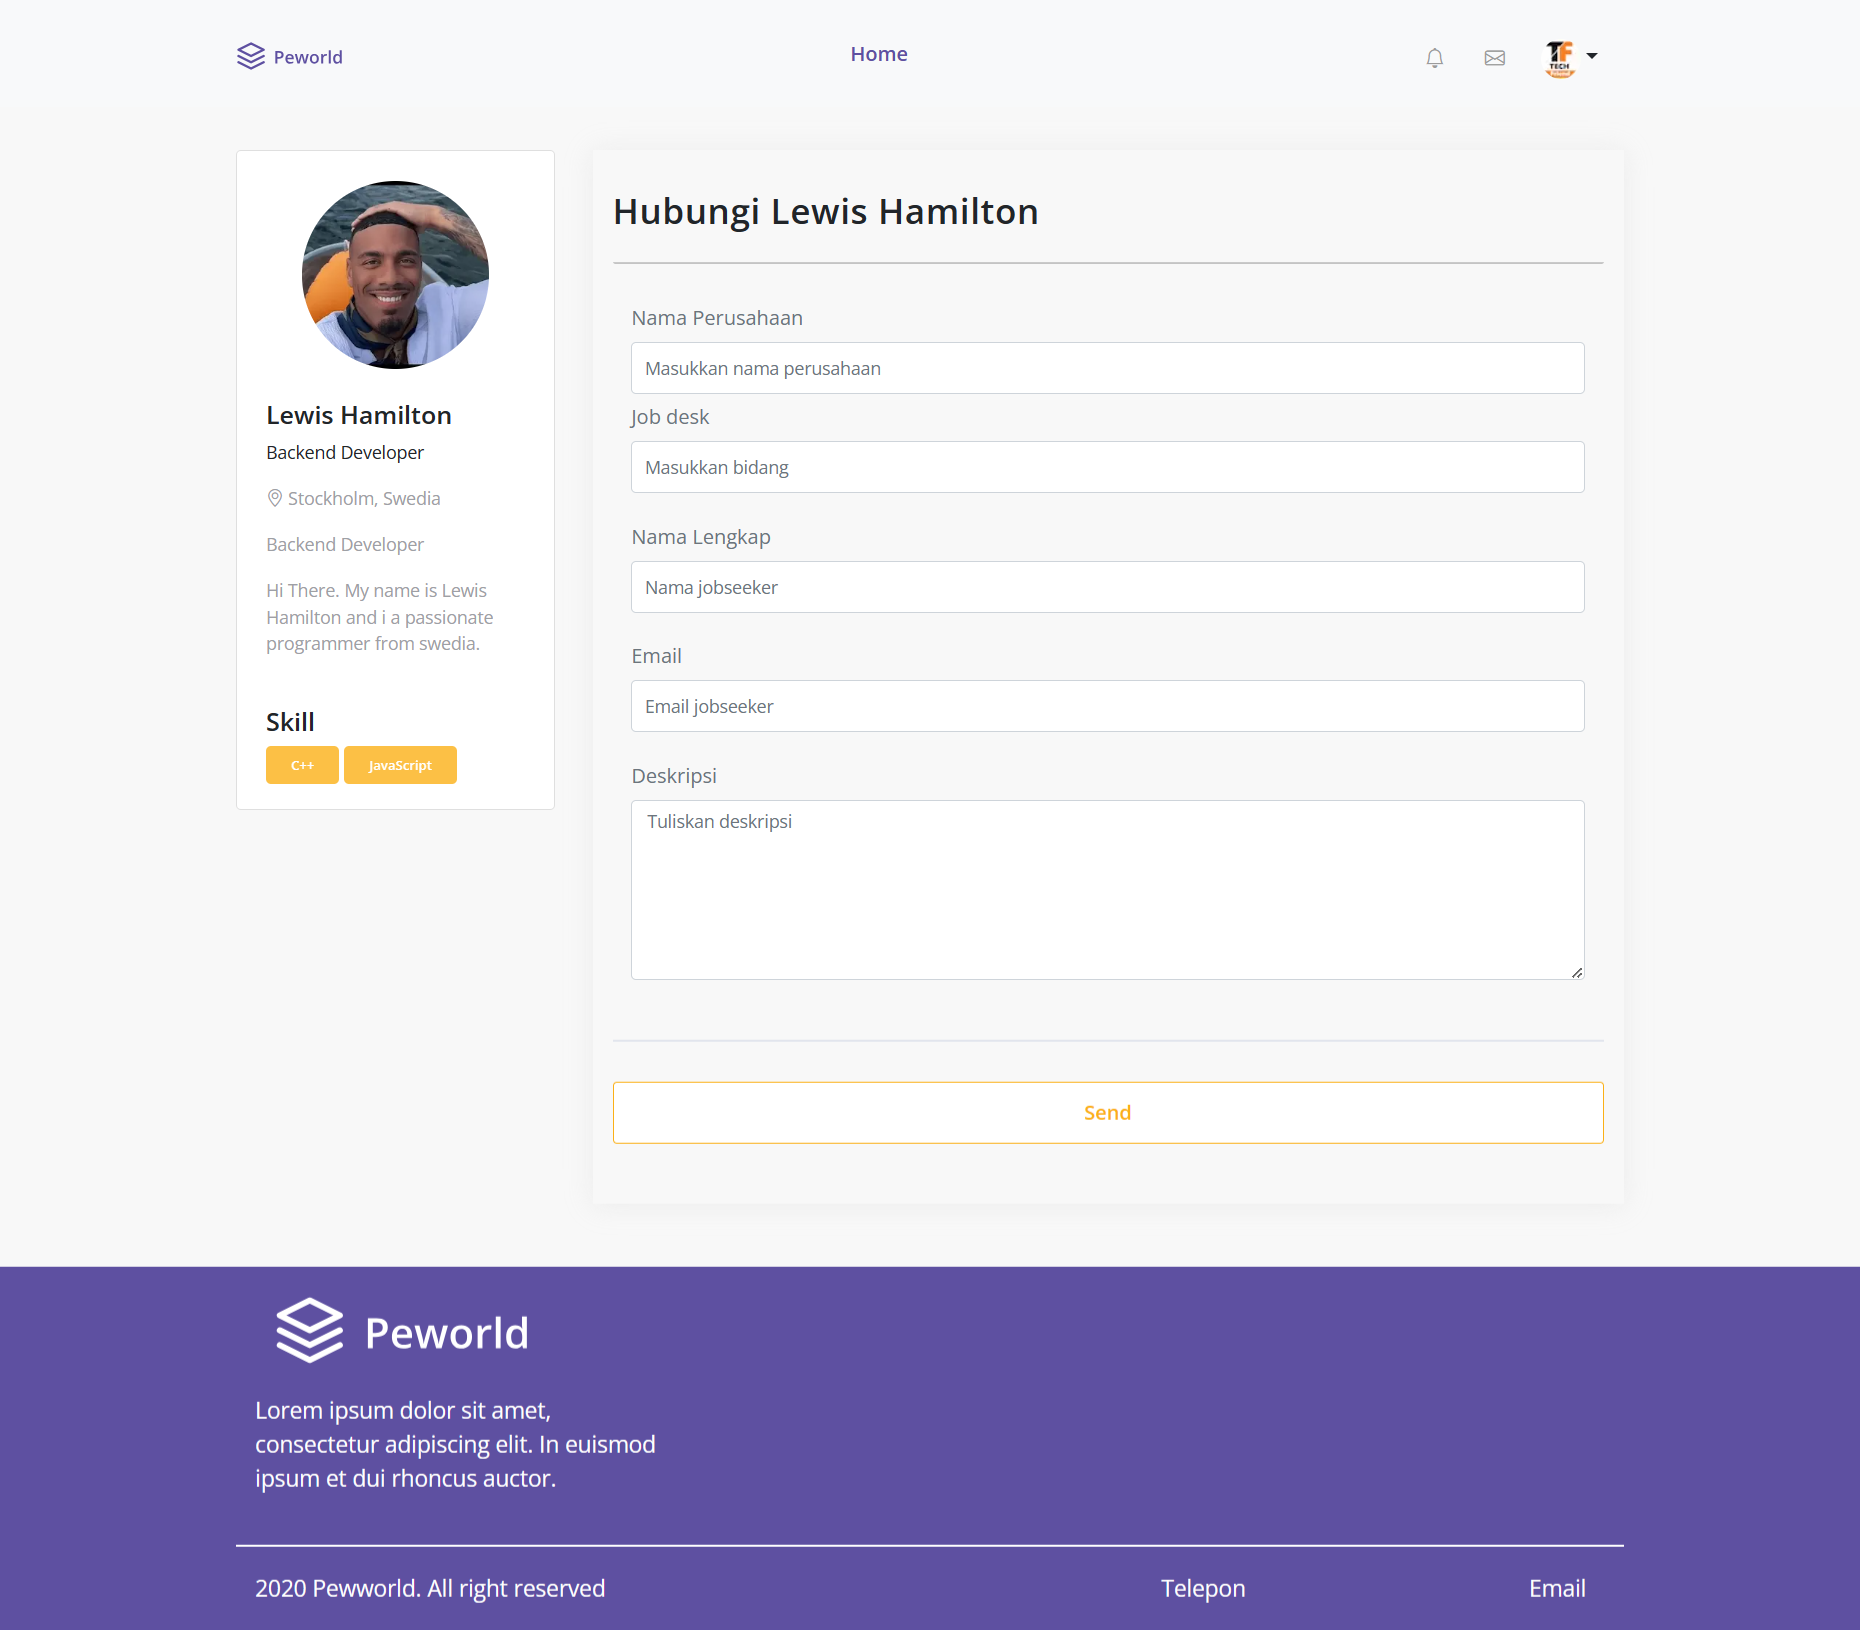 Peworld
Home
TF
TECH
Lewis Hamilton
Backend Developer
Stockholm, Swedia
Backend Developer
Hi There. My name is Lewis
Hamilton and i a passionate
programmer from swedia.
Skill
C++ JavaScript
Hubungi Lewis Hamilton
Nama Perusahaan
Masukkan nama perusahaan
Job desk
Masukkan bidang
Nama Lengkap
Nama jobseeker
Email
Email jobseeker
Deskripsi
Tuliskan deskripsi
Send
Peworld
Lorem ipsum dolor sit amet,
consectetur adipiscing elit. In euismod
ipsum et dui rhoncus auctor.
2020 Pewworld. All right reserved
Telepon
Email